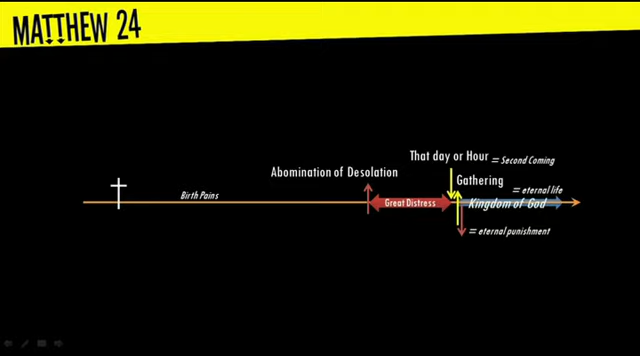 MATTHEW 24
That day or Hour = Second Coming
Abomination of Desolation
Gathering
Birth Pains
= eternal life
Great Distress
Kingdom of God
= eternal punishment